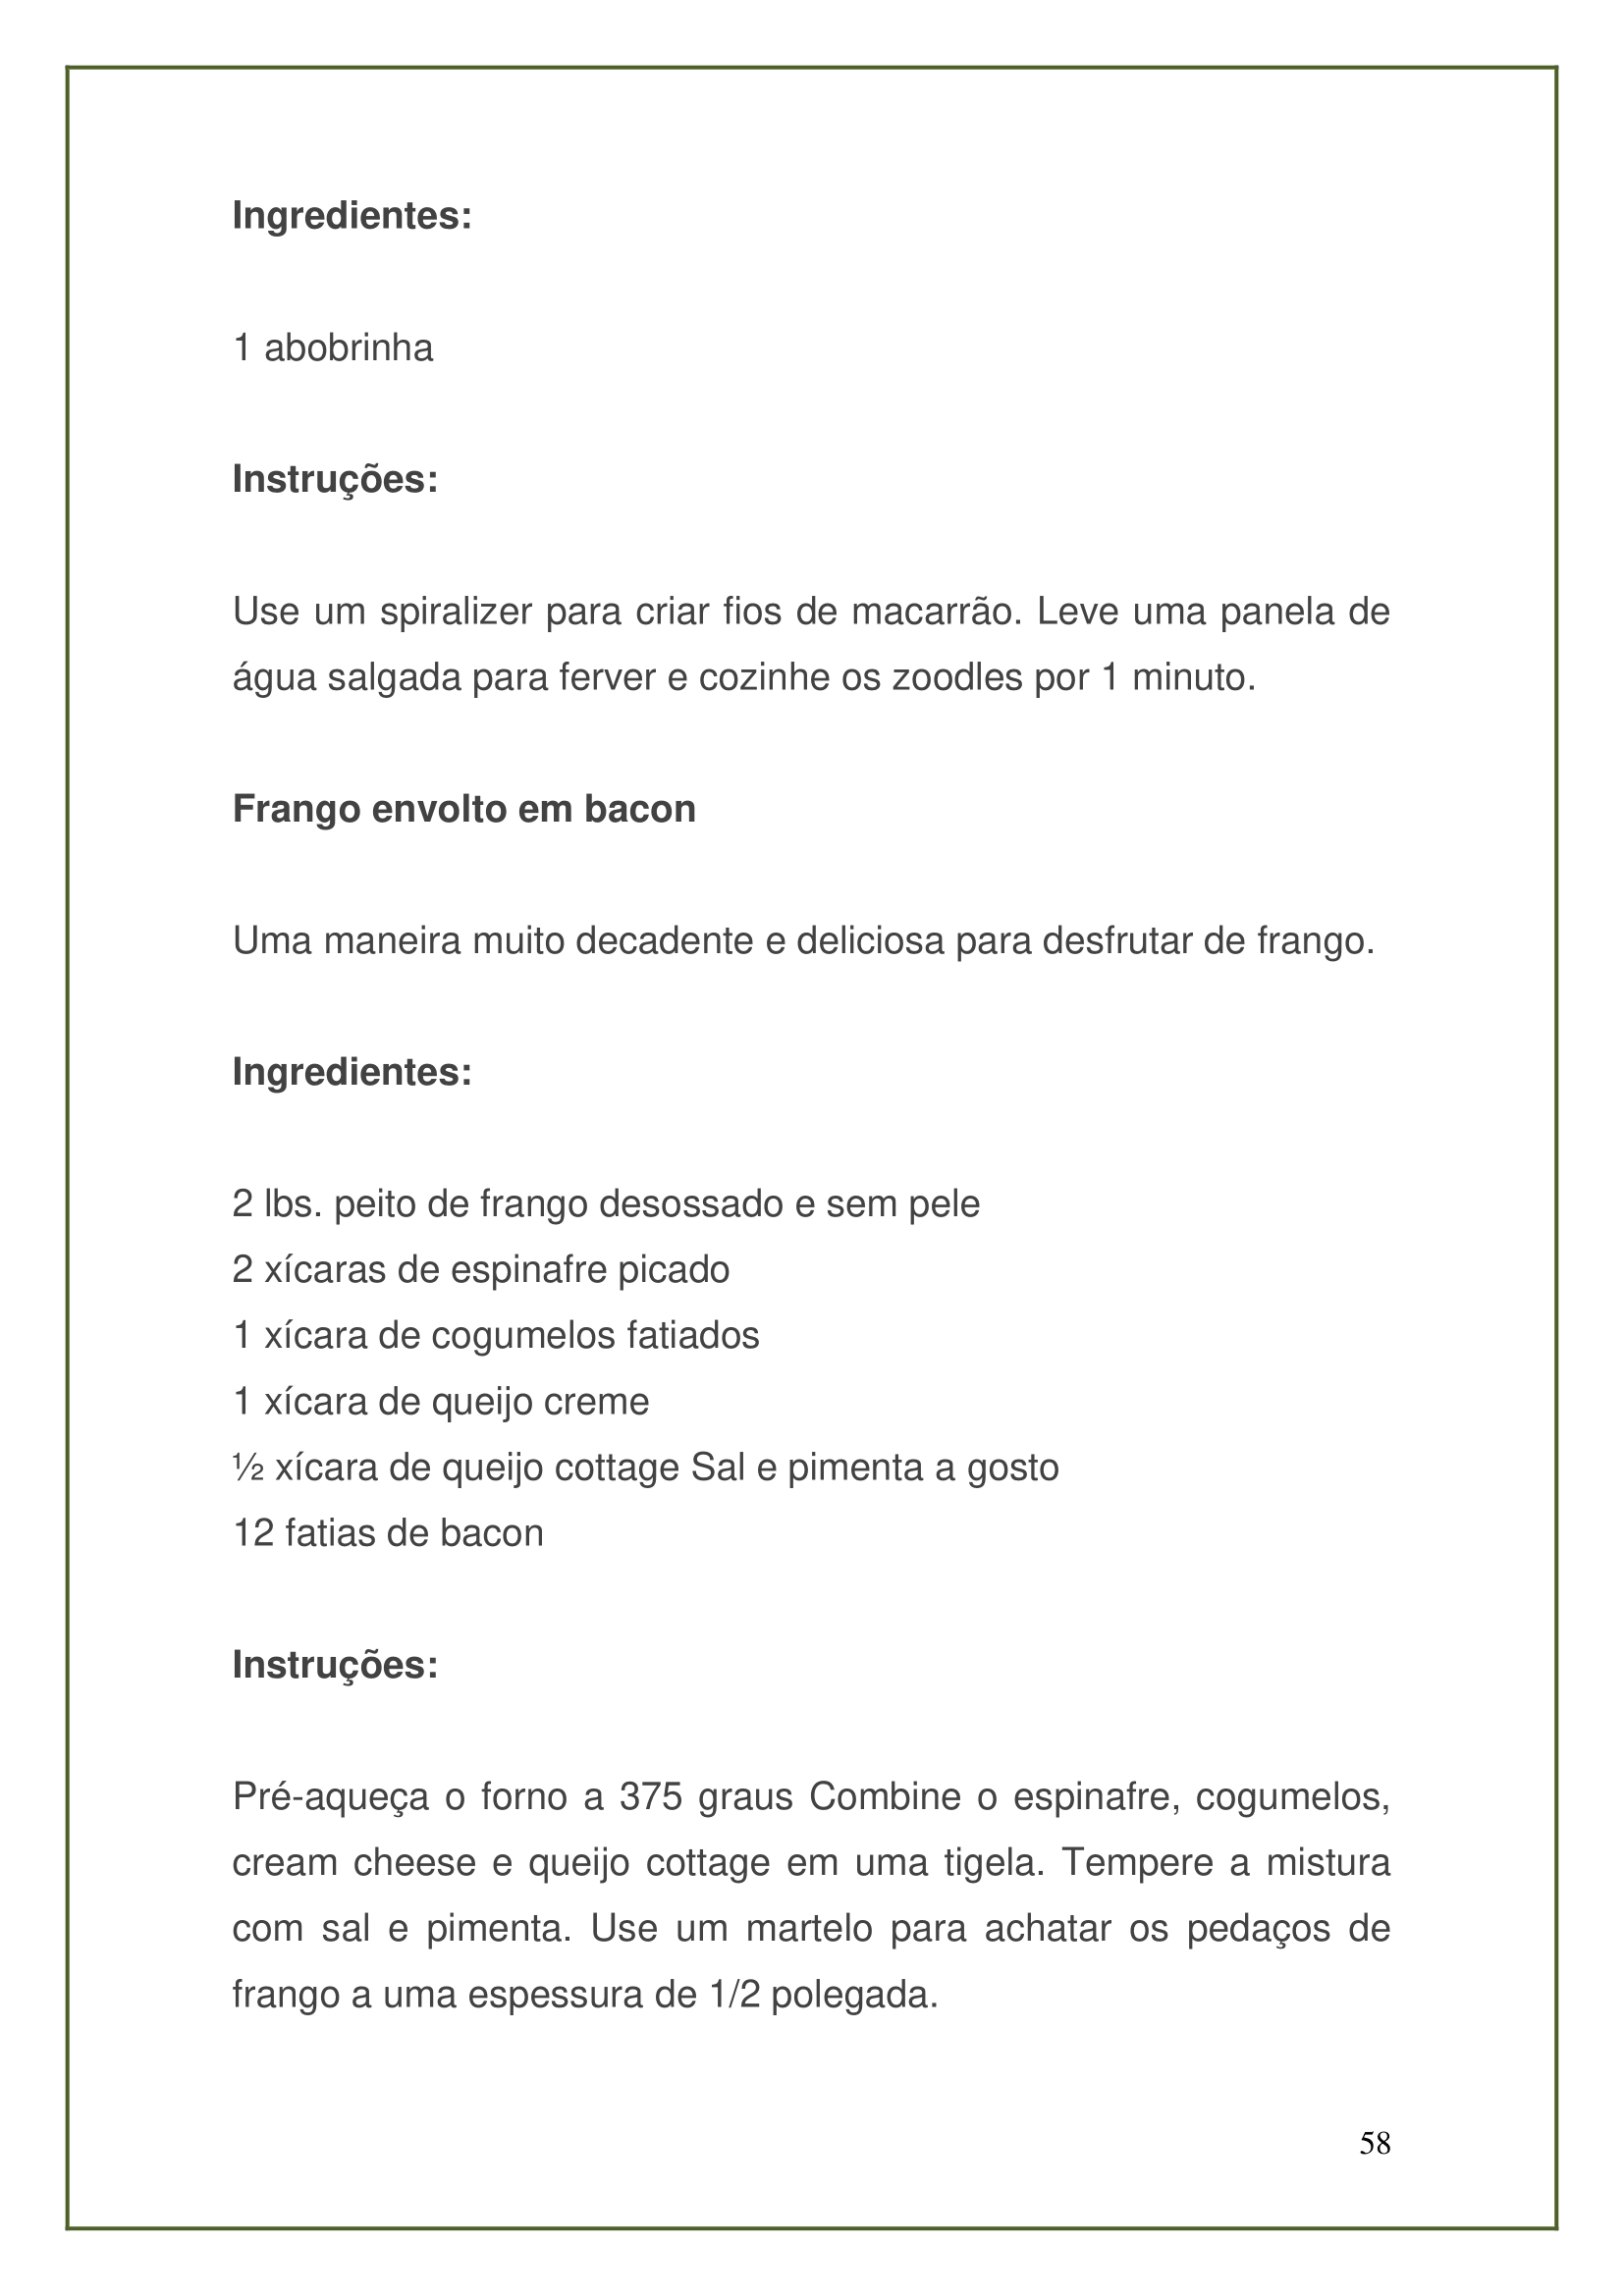 Ingredientes:
1 abobrinha
Instruções:
Use um spiralizer para criar fios de macarrão. Leve uma panela de
água salgada para ferver e cozinhe os zoodles por 1 minuto.
Frango envolto em bacon
Uma maneira muito decadente e deliciosa para desfrutar de frango.
Ingredientes:
2 lbs. peito de frango desossado e sem pele
2 xícaras de espinafre picado
1 xícara de cogumelos fatiados
1 xícara de queijo creme
½ xícara de queijo cottage Sal e pimenta a gosto
12 fatias de bacon
Instruções:
Pré-aqueça o forno a 375 graus Combine o espinafre, cogumelos,
cream cheese e queijo cottage em uma tigela. Tempere a mistura
com sal e pimenta. Use um martelo para achatar os pedaços de
frango a uma espessura de 1/2 polegada.
58